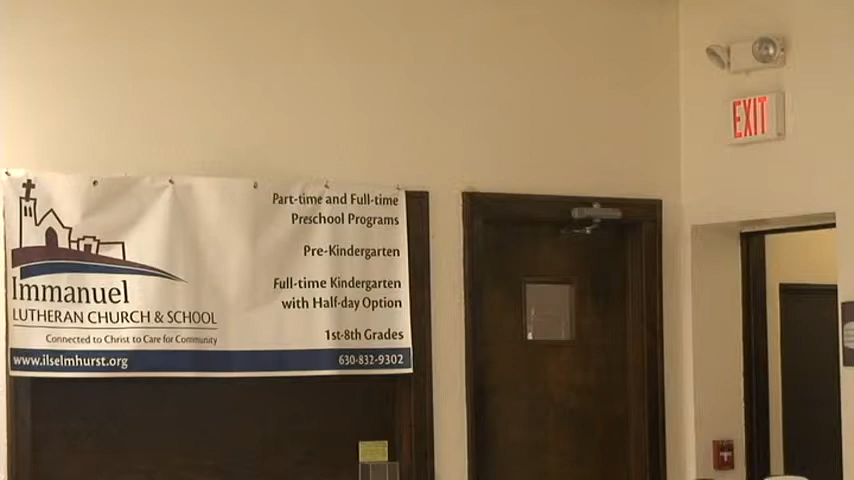 EXIT
Part-time and Full-time
Preschool Programs
Pre-Kindergarten
Full-time Kindergarten
with Half-day Option
1st-8th Grades
Immanuel
LUTHERAN CHURCH & SCHOOL
Connected to Christ to Care for Community
www.ilselmhurst.org
630-832-9302